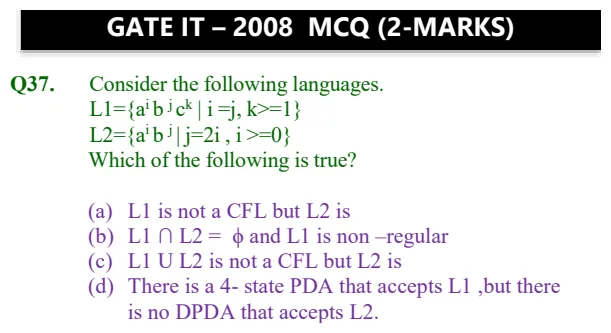 GATE IT – 2008 MCQ (2-MARKS)
Q37. Consider the following languages.
L1={aⁱ b ʲ cᵏ | i =j, k>=1}
L2={aⁱ b ʲ | j=2i , i >=0}
Which of the following is true?
(a) L1 is not a CFL but L2 is
(b) L1 ∩ L2 = ϕ and L1 is non –regular
(c) L1 U L2 is not a CFL but L2 is
(d) There is a 4- state PDA that accepts L1 ,but there
is no DPDA that accepts L2.